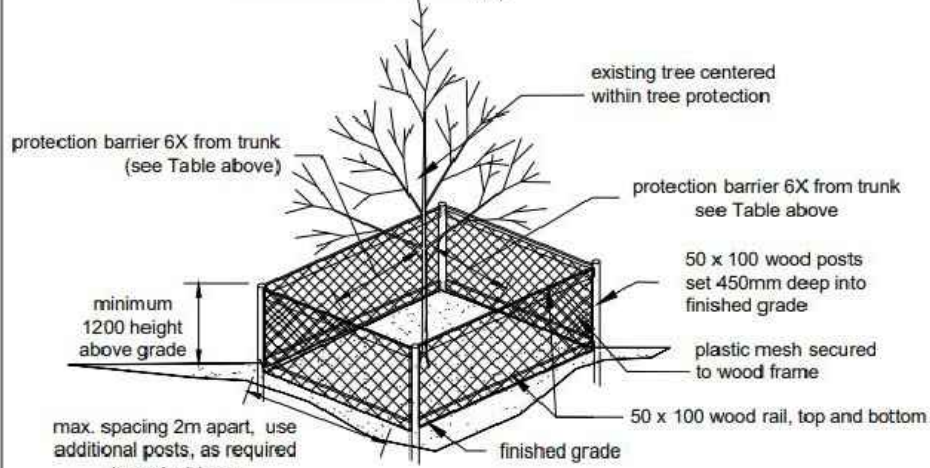 existing tree centered
within tree protection
protection barrier 6X from trunk
(see Table above)
protection barrier 6X from trunk
see Table above
50 x 100 wood posts
set 450mm deep into
finished grade
minimum
1200 height
above grade
plastic mesh secured
to wood frame
50 x 100 wood rail, top and bottom
max. spacing 2m apart, use
additional posts, as required
finished grade